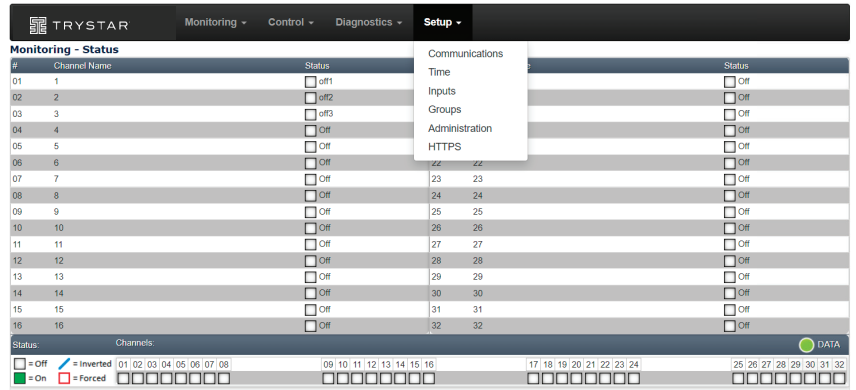 TRYSTAR
Monitoring Control Diagnostics Setup
Communications
Time
Inputs
Groups
Administration
HTTPS
Monitoring - Status
# Channel Name Status Status
01 1 off1 Off
02 2 off2 Off
03 3 off3 Off
04 4 Off Off
05 5 Off Off
06 6 Off 22 22 Off
07 7 Off 23 23 Off
08 8 Off 24 24 Off
09 9 Off 25 25 Off
10 10 Off 26 26 Off
11 11 Off 27 27 Off
12 12 Off 28 28 Off
13 13 Off 29 29 Off
14 14 Off 30 30 Off
15 15 Off 31 31 Off
16 16 Off 32 32 Off
Status: Channels: DATA
= Off = Inverted 01 02 03 04 05 06 07 08 09 10 11 12 13 14 15 16 17 18 19 20 21 22 23 24 25 26 27 28 29 30 31 32
= On = Forced